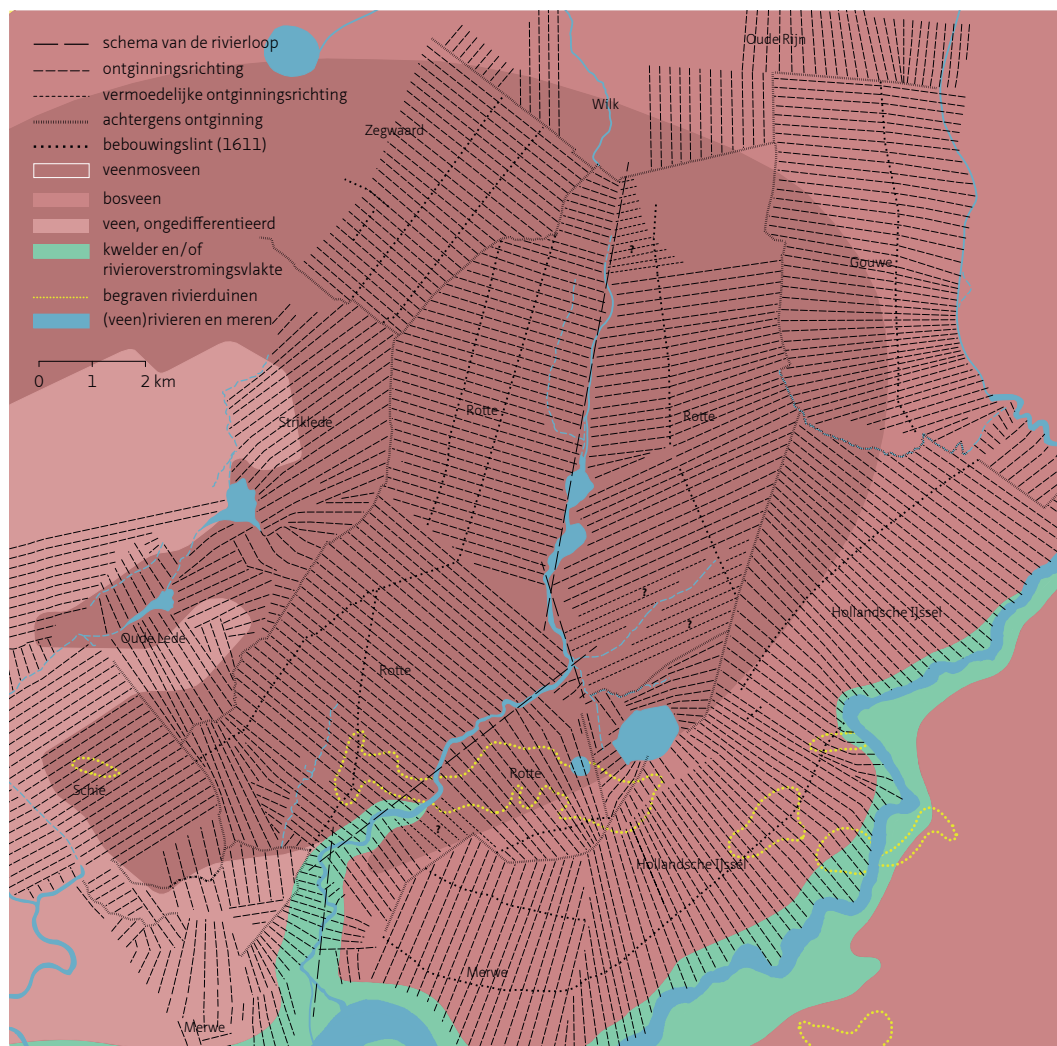 schema van de rivierloop
ontginningsrichting
vermoedelijke ontginningsrichting
achtergens ontginning
bebouwingslint (1611)
veenmosveen
bosveen
veen, ongedifferentieerd
kwelder en/of
rivieroverstromingsvlakte
begraven rivierduinen
(veen)rivieren en meren
0 1 2 km
Oude Rijn
Wilk
Zegwaard
?
Gouwe
Striklede
Rotte
Rotte
?
Hollandsche IJssel
?
Oude Lede
Rotte
Rotte
Schie
?
Hollandsche IJssel
Merwe
Merwe